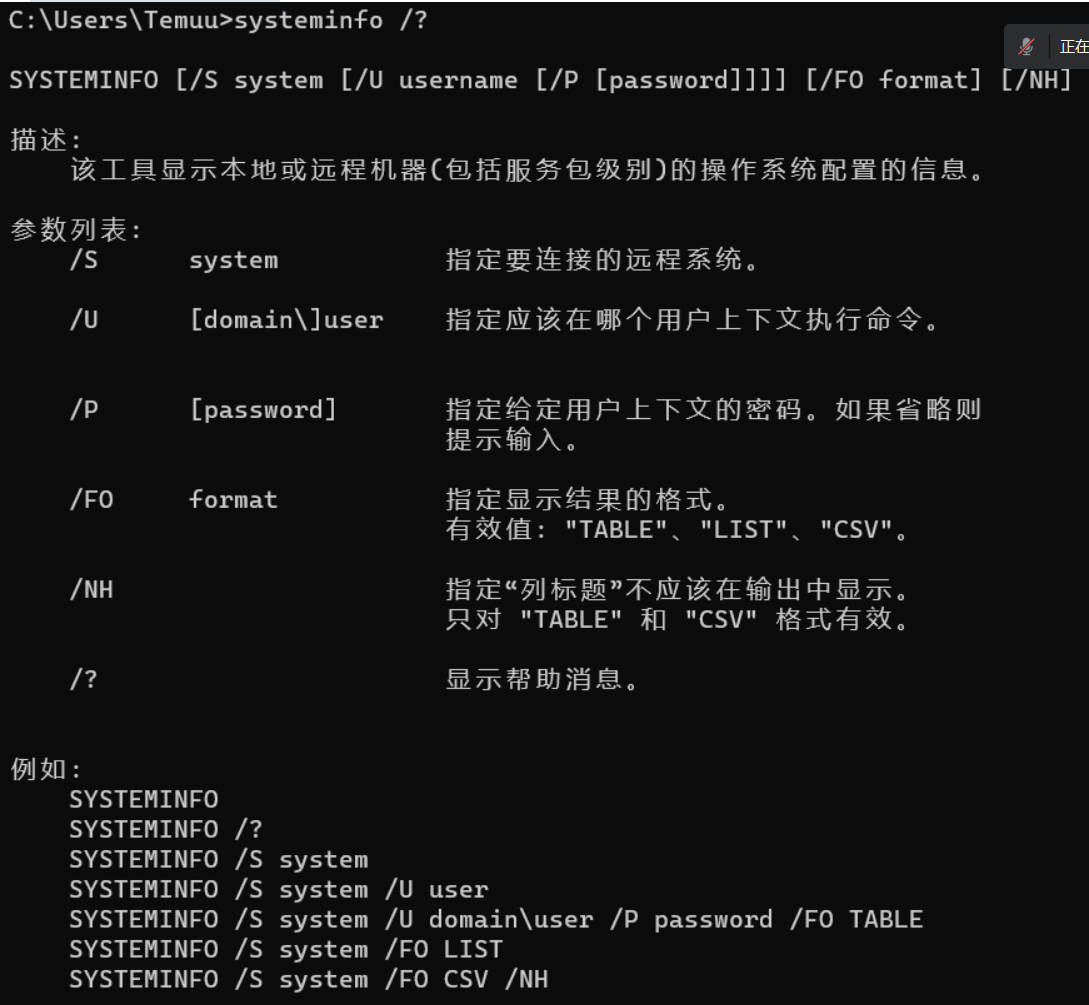 C:\Users\Temuu>systeminfo /?
正在
SYSTEMINFO [/S system [/U username [/P [password]]]] [/FO format] [/NH]
描述:
该工具显示本地或远程机器(包括服务包级别)的操作系统配置的信息。
参数列表:
/S system 指定要连接的远程系统。
/U [domain\]user 指定应该在哪个用户上下文执行命令。
/P [password] 指定给定用户上下文的密码。如果省略则
提示输入。
/FO format 指定显示结果的格式。
有效值: "TABLE"、"LIST"、"CSV"。
/NH 指定“列标题”不应该在输出中显示。
只对 "TABLE" 和 "CSV" 格式有效。
/? 显示帮助消息。
例如:
SYSTEMINFO
SYSTEMINFO /?
SYSTEMINFO /S system
SYSTEMINFO /S system /U user
SYSTEMINFO /S system /U domain\user /P password /FO TABLE
SYSTEMINFO /S system /FO LIST
SYSTEMINFO /S system /FO CSV /NH